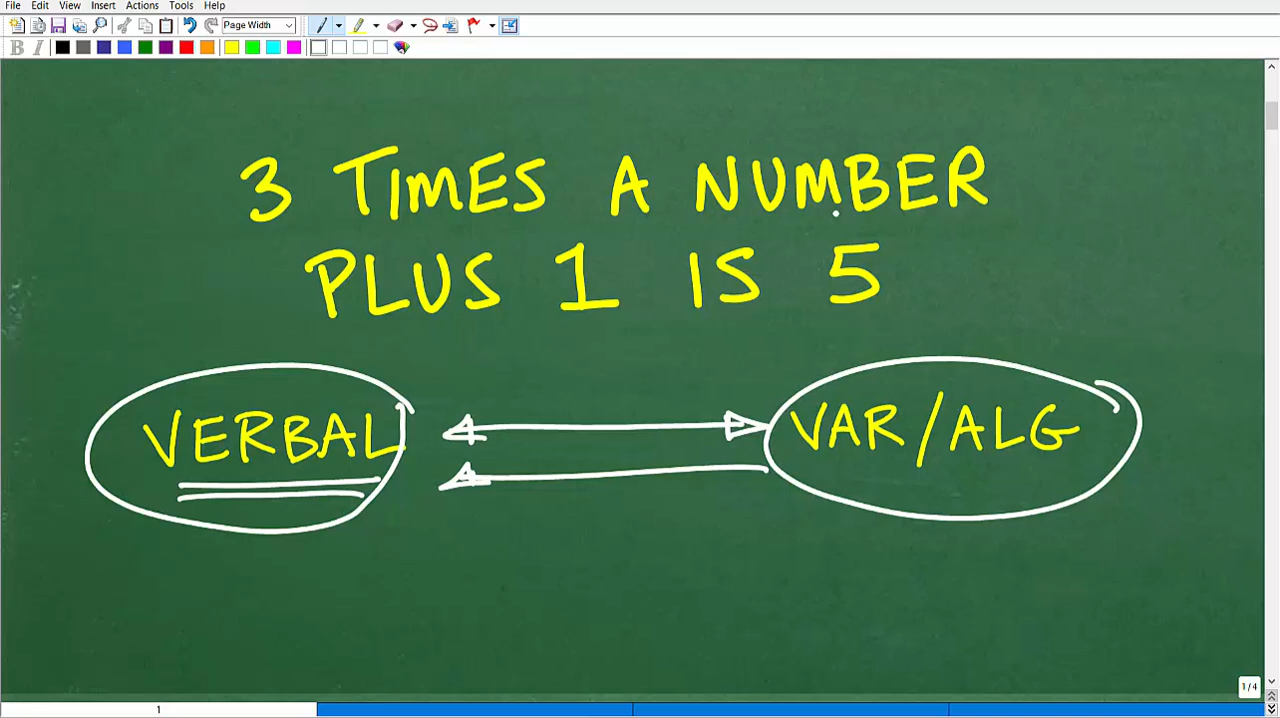 File Edit View Insert Actions Tools Help
Page Width
B I
3 TIMES A NUMBER
PLUS 1 IS 5
VERBAL VAR/ALG
1/4
1